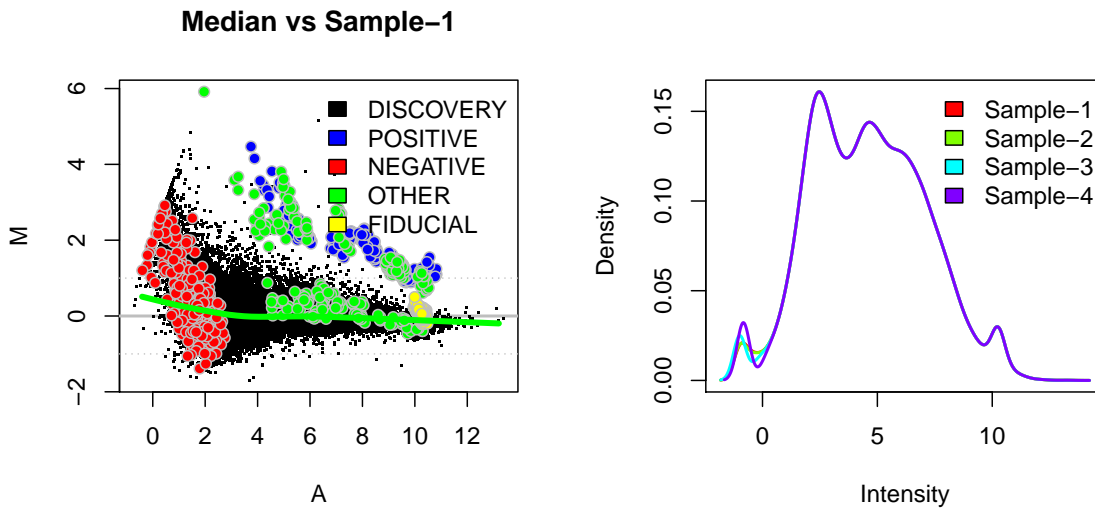 Median vs Sample−1
M
6
4
2
0
−2
DISCOVERY
POSITIVE
NEGATIVE
OTHER
FIDUCIAL
0 2 4 6 8 10 12
A
Density
0.15
0.10
0.05
0.00
Sample−1
Sample−2
Sample−3
Sample−4
0 5 10
Intensity